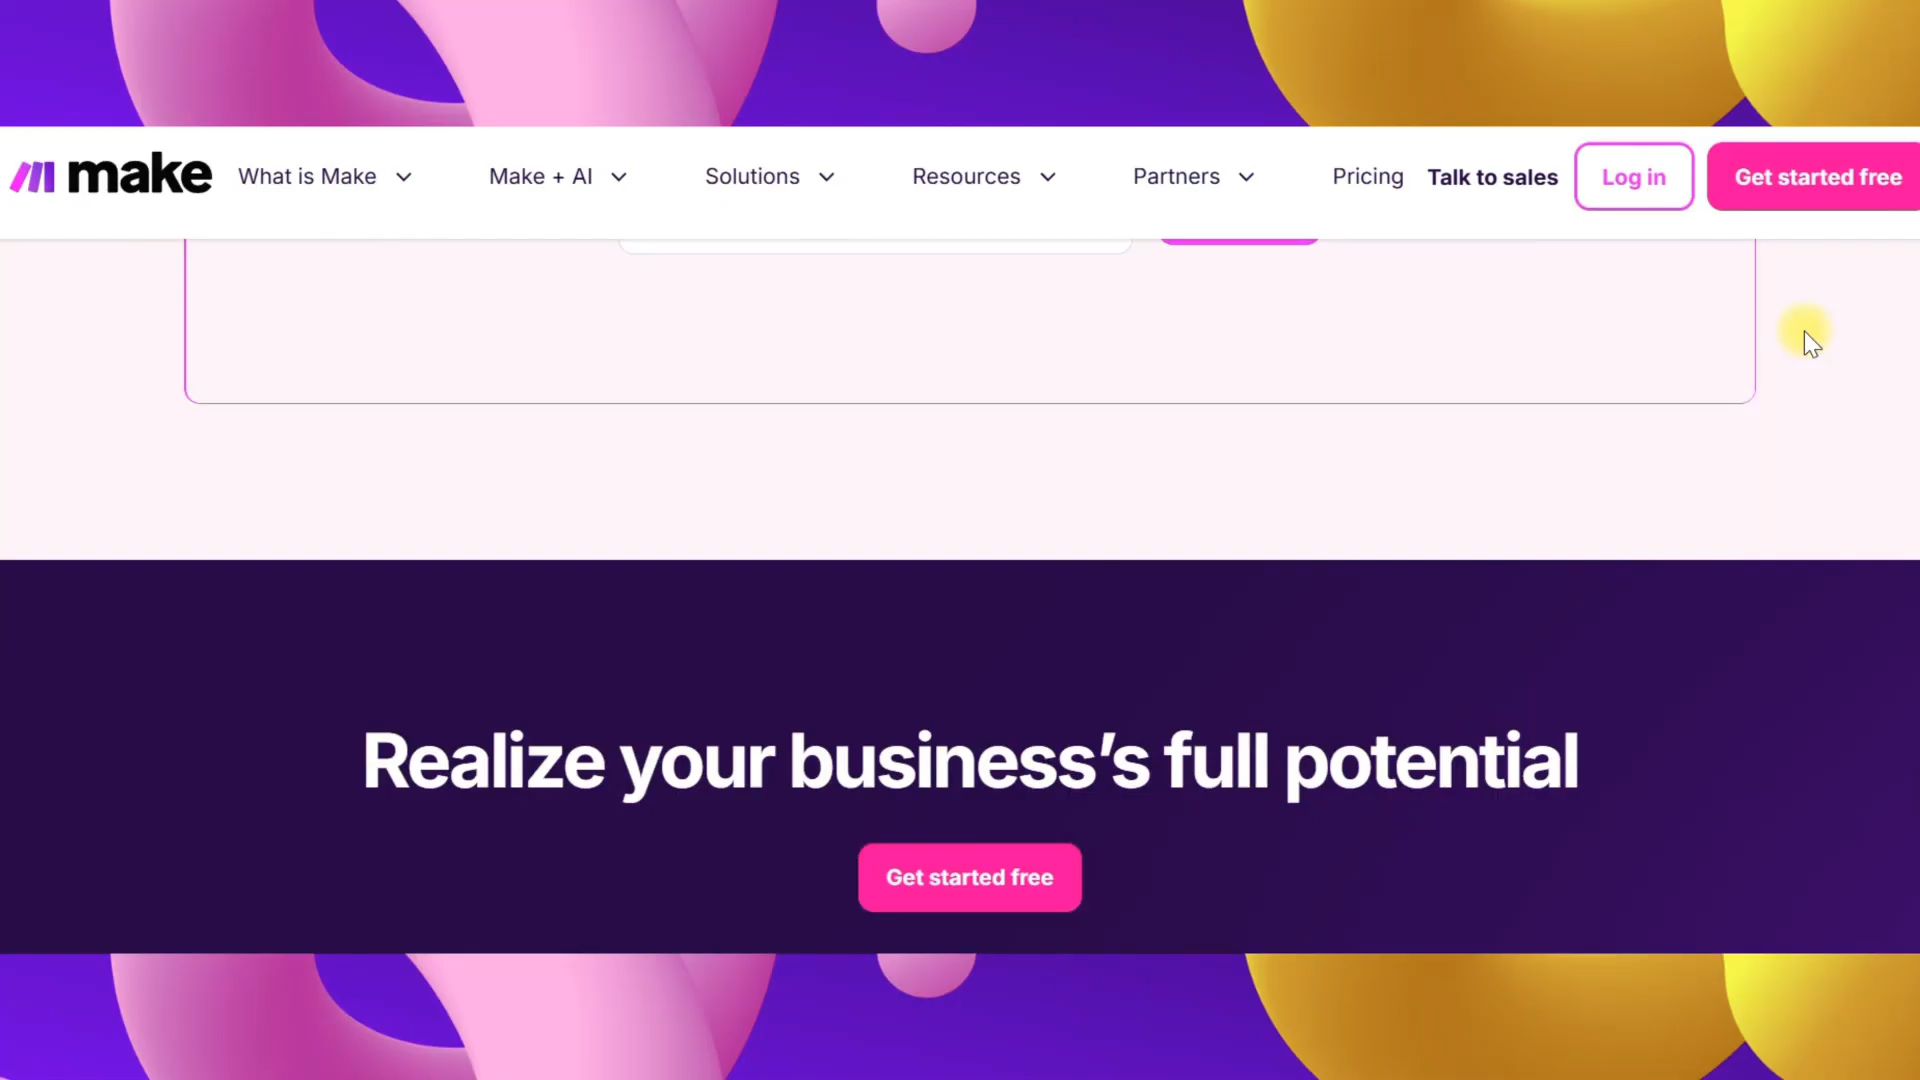 make What is Make Make + AI Solutions Resources Partners Pricing Talk to sales Log in Get started free
Realize your business’s full potential
Get started free